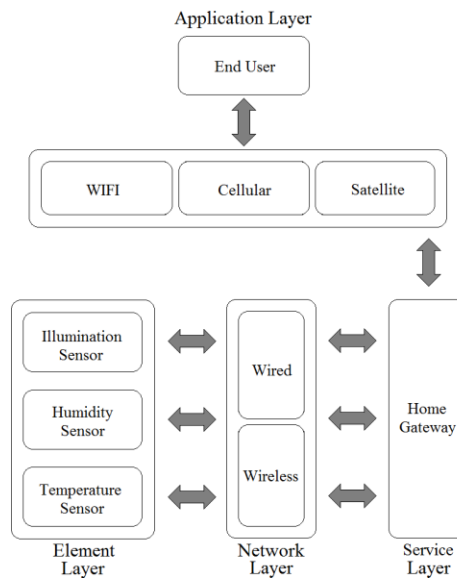 Application Layer
End User
WIFI
Cellular
Satellite
Illumination
Sensor
Humidity
Sensor
Temperature
Sensor
Wired
Wireless
Home
Gateway
Element
Layer
Network
Layer
Service
Layer